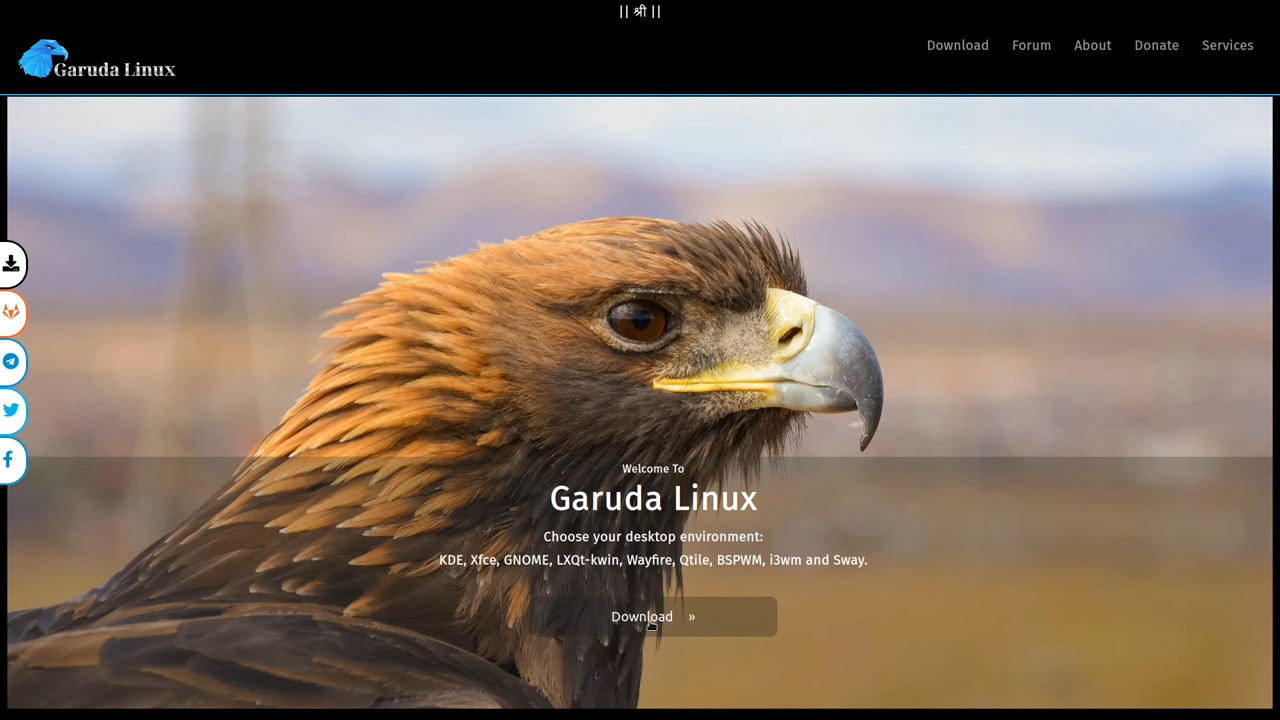 || श्री ||
Garuda Linux
Download Forum About Donate Services
Welcome To
Garuda Linux
Choose your desktop environment:
KDE, Xfce, GNOME, LXQt-kwin, Wayfire, Qtile, BSPWM, i3wm and Sway.
Download »